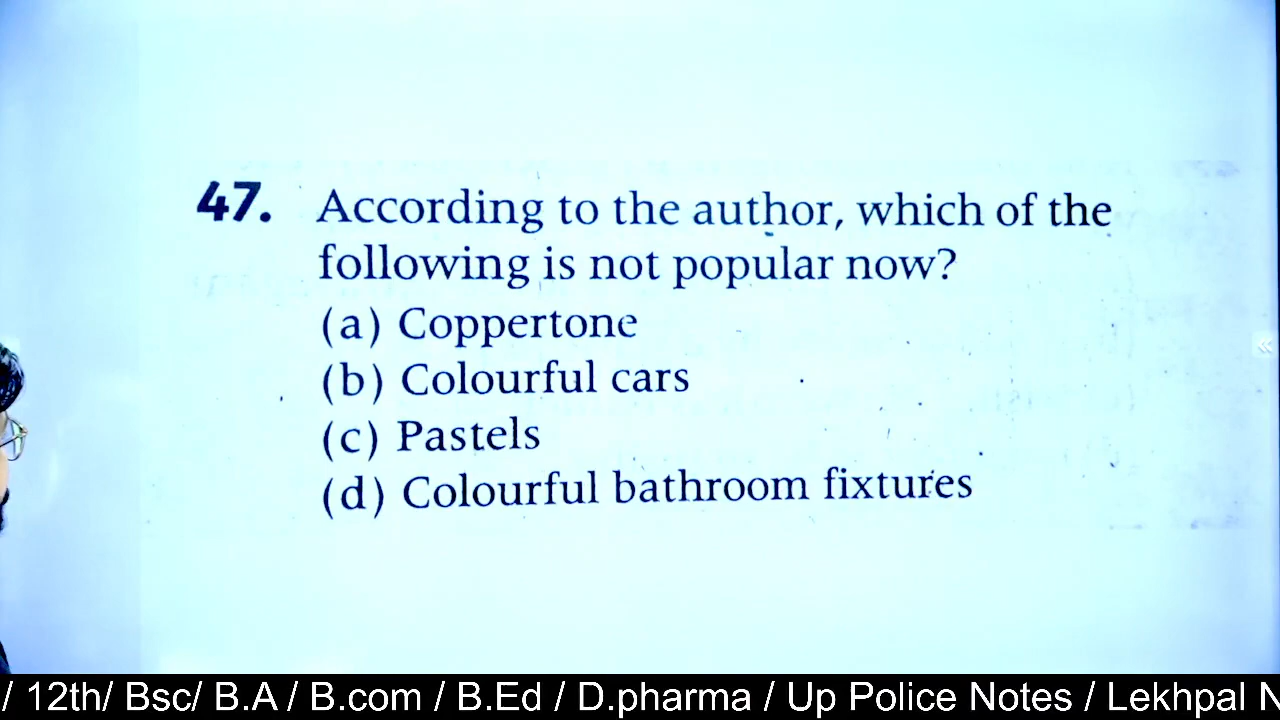 47. According to the author, which of the
following is not popular now?
(a) Coppertone
(b) Colourful cars
(c) Pastels
(d) Colourful bathroom fixtures
/ 12th/ Bsc/ B.A / B.com / B.Ed / D.pharma / Up Police Notes / Lekhpal N